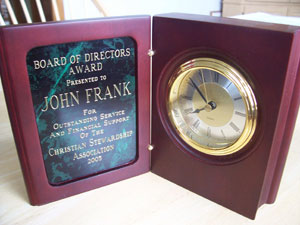 BOARD OF DIRECTORS
AWARD
PRESENTED TO
JOHN FRANK
FOR
OUTSTANDING SERVICE
AND FINANCIAL SUPPORT
OF THE
CHRISTIAN STEWARDSHIP
ASSOCIATION
2005